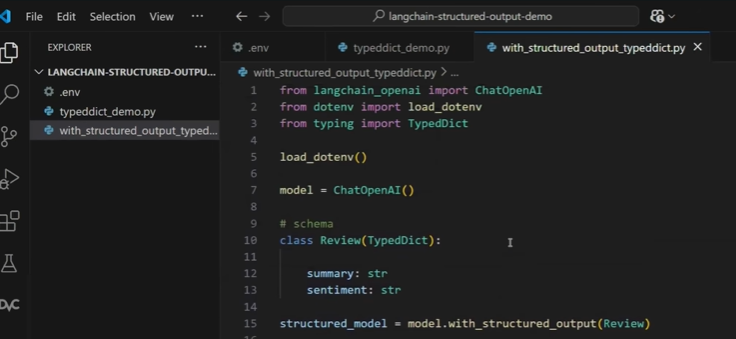 File Edit Selection View ···
langchain-structured-output-demo
EXPLORER ···
.env
typeddict_demo.py
with_structured_output_typeddict.py
LANGCHAIN-STRUCTURED-OUTPU...
.env
typeddict_demo.py
with_structured_output_typed...
with_structured_output_typeddict.py > ...
1 from langchain_openai import ChatOpenAI
2 from dotenv import load_dotenv
3 from typing import TypedDict
4
5 load_dotenv()
6
7 model = ChatOpenAI()
8
9 # schema
10 class Review(TypedDict):
11
12 summary: str
13 sentiment: str
14
15 structured_model = model.with_structured_output(Review)
DVC